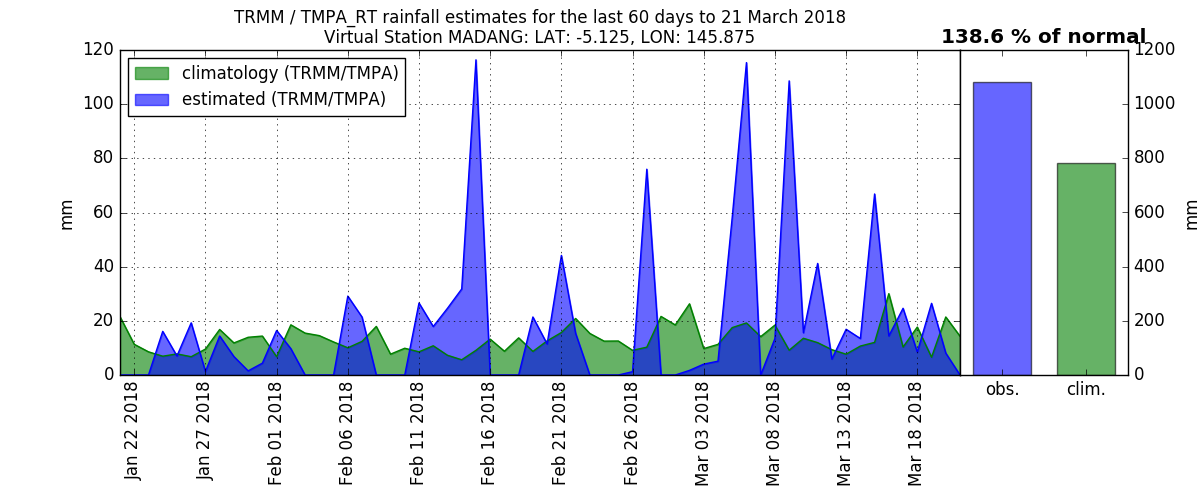 TRMM / TMPA_RT rainfall estimates for the last 60 days to 21 March 2018
Virtual Station MADANG: LAT: -5.125, LON: 145.875
138.6 % of normal
climatology (TRMM/TMPA)
estimated (TRMM/TMPA)
mm
120
100
80
60
40
20
0
Jan 22 2018
Jan 27 2018
Feb 01 2018
Feb 06 2018
Feb 11 2018
Feb 16 2018
Feb 21 2018
Feb 26 2018
Mar 03 2018
Mar 08 2018
Mar 13 2018
Mar 18 2018
obs.
clim.
1200
1000
800
600
400
200
0
mm